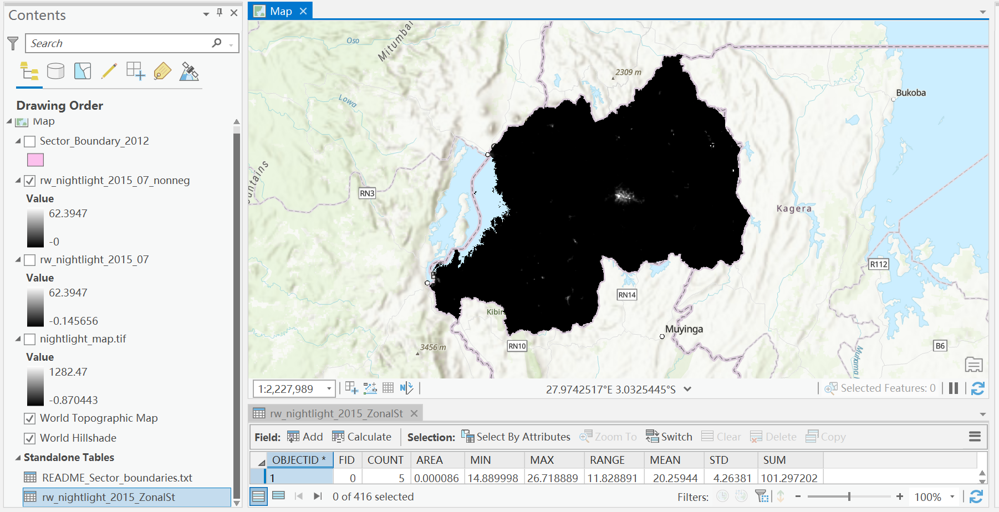 Contents
Search
Drawing Order
Map
Sector_Boundary_2012
rw_nightlight_2015_07_nonneg
Value
62.3947
-0
rw_nightlight_2015_07
Value
62.3947
-0.145656
nightlight_map.tif
Value
1282.47
-0.870443
World Topographic Map
World Hillshade
Standalone Tables
README_Sector_boundaries.txt
rw_nightlight_2015_ZonalSt
Map
Oso
Mitumbai
2309 m
Bukoba
Lowa
ountains
RN3
Kagera
R112
RN14
Kibir
Muyinga
RN10
B6
3456 m
1:2,227,989
27.9742517°E 3.0325445°S
Selected Features: 0
rw_nightlight_2015_ZonalSt
Field: Add Calculate Selection: Select By Attributes Zoom To Switch Clear Delete Copy
OBJECTID * FID COUNT AREA MIN MAX RANGE MEAN STD SUM
1 0 5 0.000086 14.889998 26.718889 11.828891 20.25944 4.26381 101.297202
0 of 416 selected
Filters:
100%